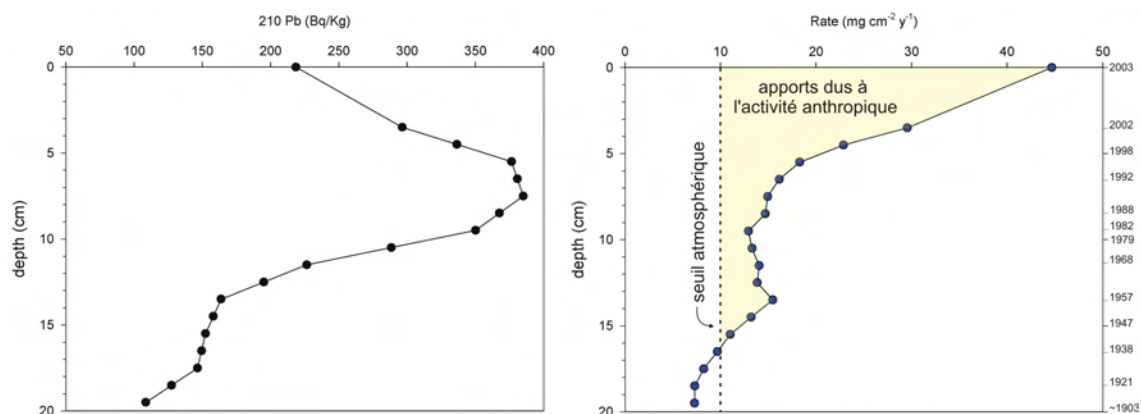 210 Pb (Bq/Kg)
50 100 150 200 250 300 350 400
0
5
10
15
20
depth (cm)
Rate (mg cm⁻² y⁻¹)
0 10 20 30 40 50
0
5
10
15
20
depth (cm)
apports dus à
l'activité anthropique
seuil atmosphérique
2003
2002
1998
1992
1988
1982
1979
1968
1957
1947
1938
1921
~1903